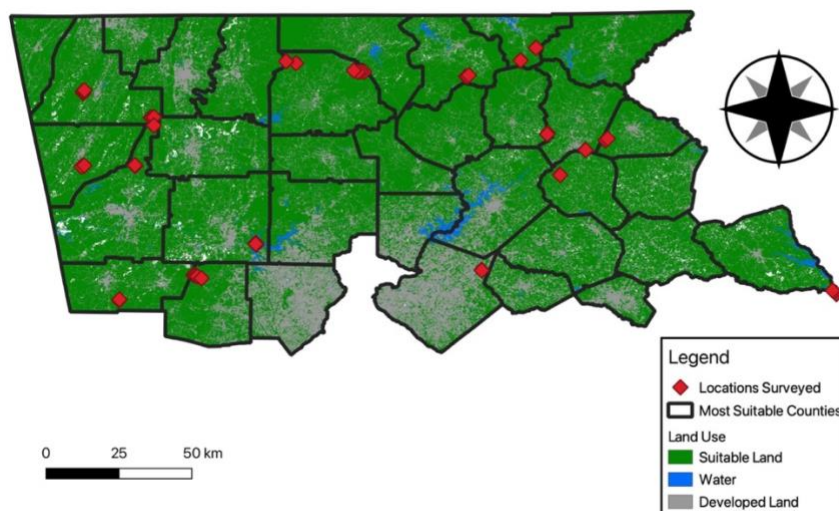 Legend
Locations Surveyed
Most Suitable Counties
Land Use
Suitable Land
Water
Developed Land
0 25 50 km